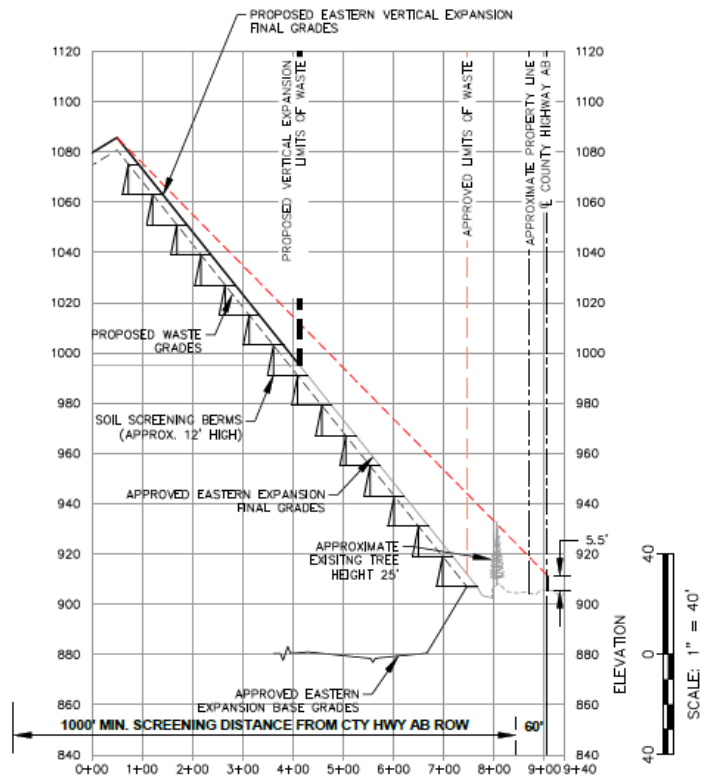 PROPOSED EASTERN VERTICAL EXPANSION
FINAL GRADES
1120
1100
1080
1060
1040
1020
1000
980
960
940
920
900
880
860
840
PROPOSED VERTICAL EXPANSION
LIMITS OF WASTE
APPROVED LIMITS OF WASTE
APPROXIMATE PROPERTY LINE
℄ COUNTY HIGHWAY AB
1120
1100
1080
1060
1040
1020
1000
980
960
940
920
900
880
860
840
PROPOSED WASTE
GRADES
SOIL SCREENING BERMS
(APPROX. 12' HIGH)
APPROVED EASTERN EXPANSION
FINAL GRADES
APPROXIMATE
EXISITNG TREE
HEIGHT 25'
5.5'
APPROVED EASTERN
EXPANSION BASE GRADES
1000' MIN. SCREENING DISTANCE FROM CTY HWY AB ROW
60'
0+00 1+00 2+00 3+00 4+00 5+00 6+00 7+00 8+00 9+00 9+40
ELEVATION
40
0
40
SCALE: 1" = 40'